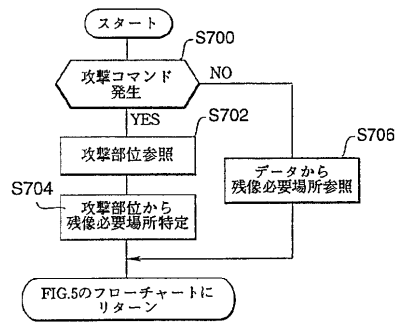 スタート
S700
攻撃コマンド
発生
NO
YES
S702
攻撃部位参照
S706
データから
残像必要場所参照
S704
攻撃部位から
残像必要場所特定
FIG.5のフローチャートに
リターン